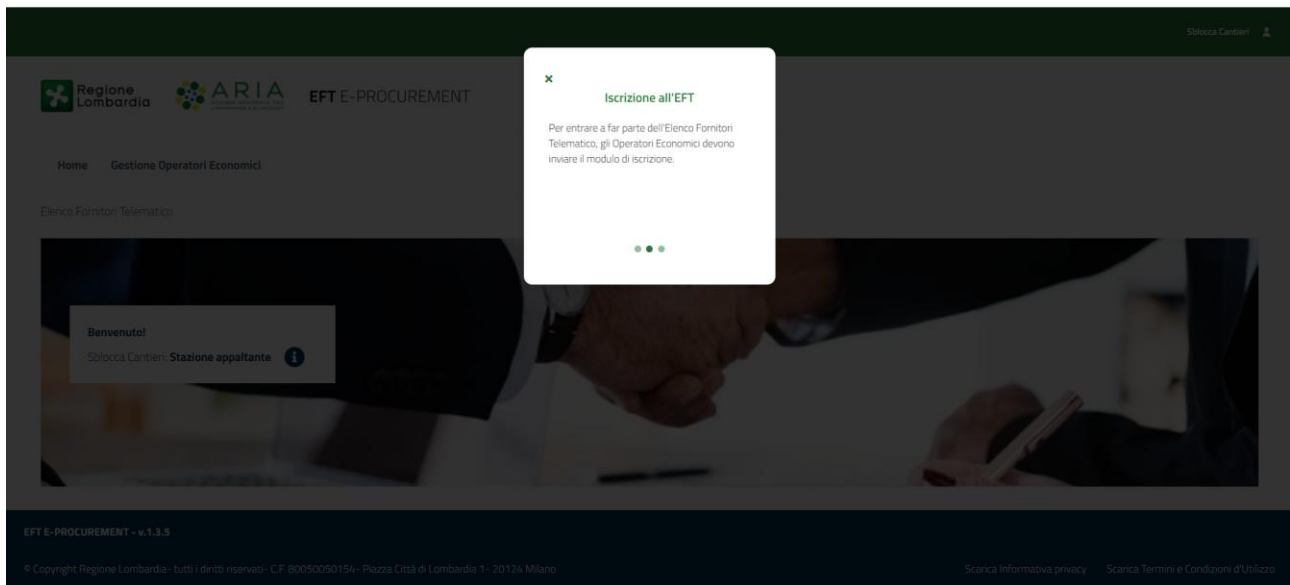 Sblocca Cantieri
Regione
Lombardia
ARIA
EFT E-PROCUREMENT
Home Gestione Operatori Economici
Elenco Fornitori Telematico
×
Iscrizione all'EFT
Per entrare a far parte dell'Elenco Fornitori
Telematico, gli Operatori Economici devono
inviare il modulo di iscrizione.
Benvenuto!
Sblocca Cantieri: Stazione appaltante i
EFT E-PROCUREMENT - v.1.3.5
© Copyright Regione Lombardia- tutti i diritti riservati- C.F. 80050050154- Piazza Città di Lombardia 1- 20124 Milano
Scarica Informativa privacy Scarica Termini e Condizioni d'Utilizzo